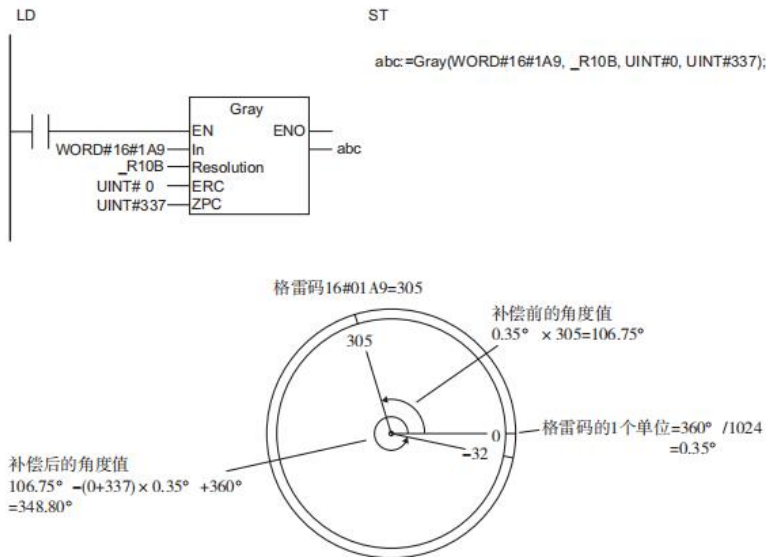 LD
ST
abc:=Gray(WORD#16#1A9, _R10B, UINT#0, UINT#337);
Gray
EN ENO
WORD#16#1A9 In abc
_R10B Resolution
UINT# 0 ERC
UINT#337 ZPC
格雷码16#01A9=305
补偿前的角度值
0.35° ×305=106.75°
305
0
-32
格雷码的1个单位=360° /1024
=0.35°
补偿后的角度值
106.75° -(0+337)×0.35° +360°
=348.80°